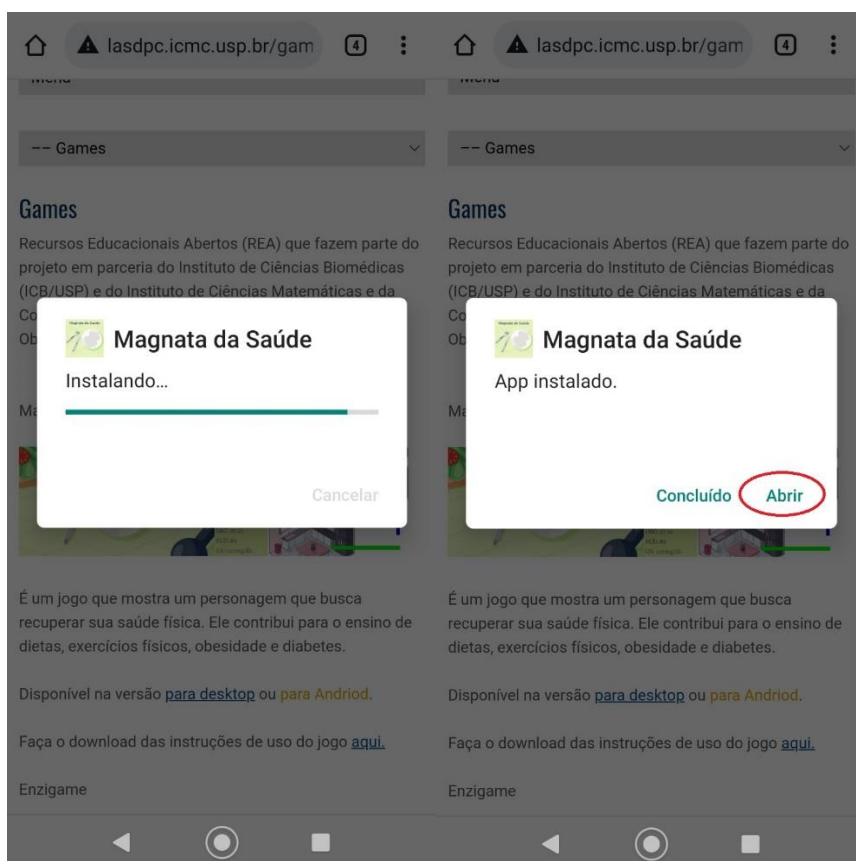 lasdpc.icmc.usp.br/gam
4
Menu
-- Games
Games
Recursos Educacionais Abertos (REA) que fazem parte do
projeto em parceria do Instituto de Ciências Biomédicas
(ICB/USP) e do Instituto de Ciências Matemáticas e da
Co
Ob
Magnata da Saúde
Instalando...
Ma
Cancelar
É um jogo que mostra um personagem que busca
recuperar sua saúde física. Ele contribui para o ensino de
dietas, exercícios físicos, obesidade e diabetes.
Disponível na versão para desktop ou para Andriod.
Faça o download das instruções de uso do jogo aqui.
Enzigame
lasdpc.icmc.usp.br/gam
4
Menu
-- Games
Games
Recursos Educacionais Abertos (REA) que fazem parte do
projeto em parceria do Instituto de Ciências Biomédicas
(ICB/USP) e do Instituto de Ciências Matemáticas e da
Co
Ob
Magnata da Saúde
App instalado.
Ma
Concluído Abrir
É um jogo que mostra um personagem que busca
recuperar sua saúde física. Ele contribui para o ensino de
dietas, exercícios físicos, obesidade e diabetes.
Disponível na versão para desktop ou para Andriod.
Faça o download das instruções de uso do jogo aqui.
Enzigame